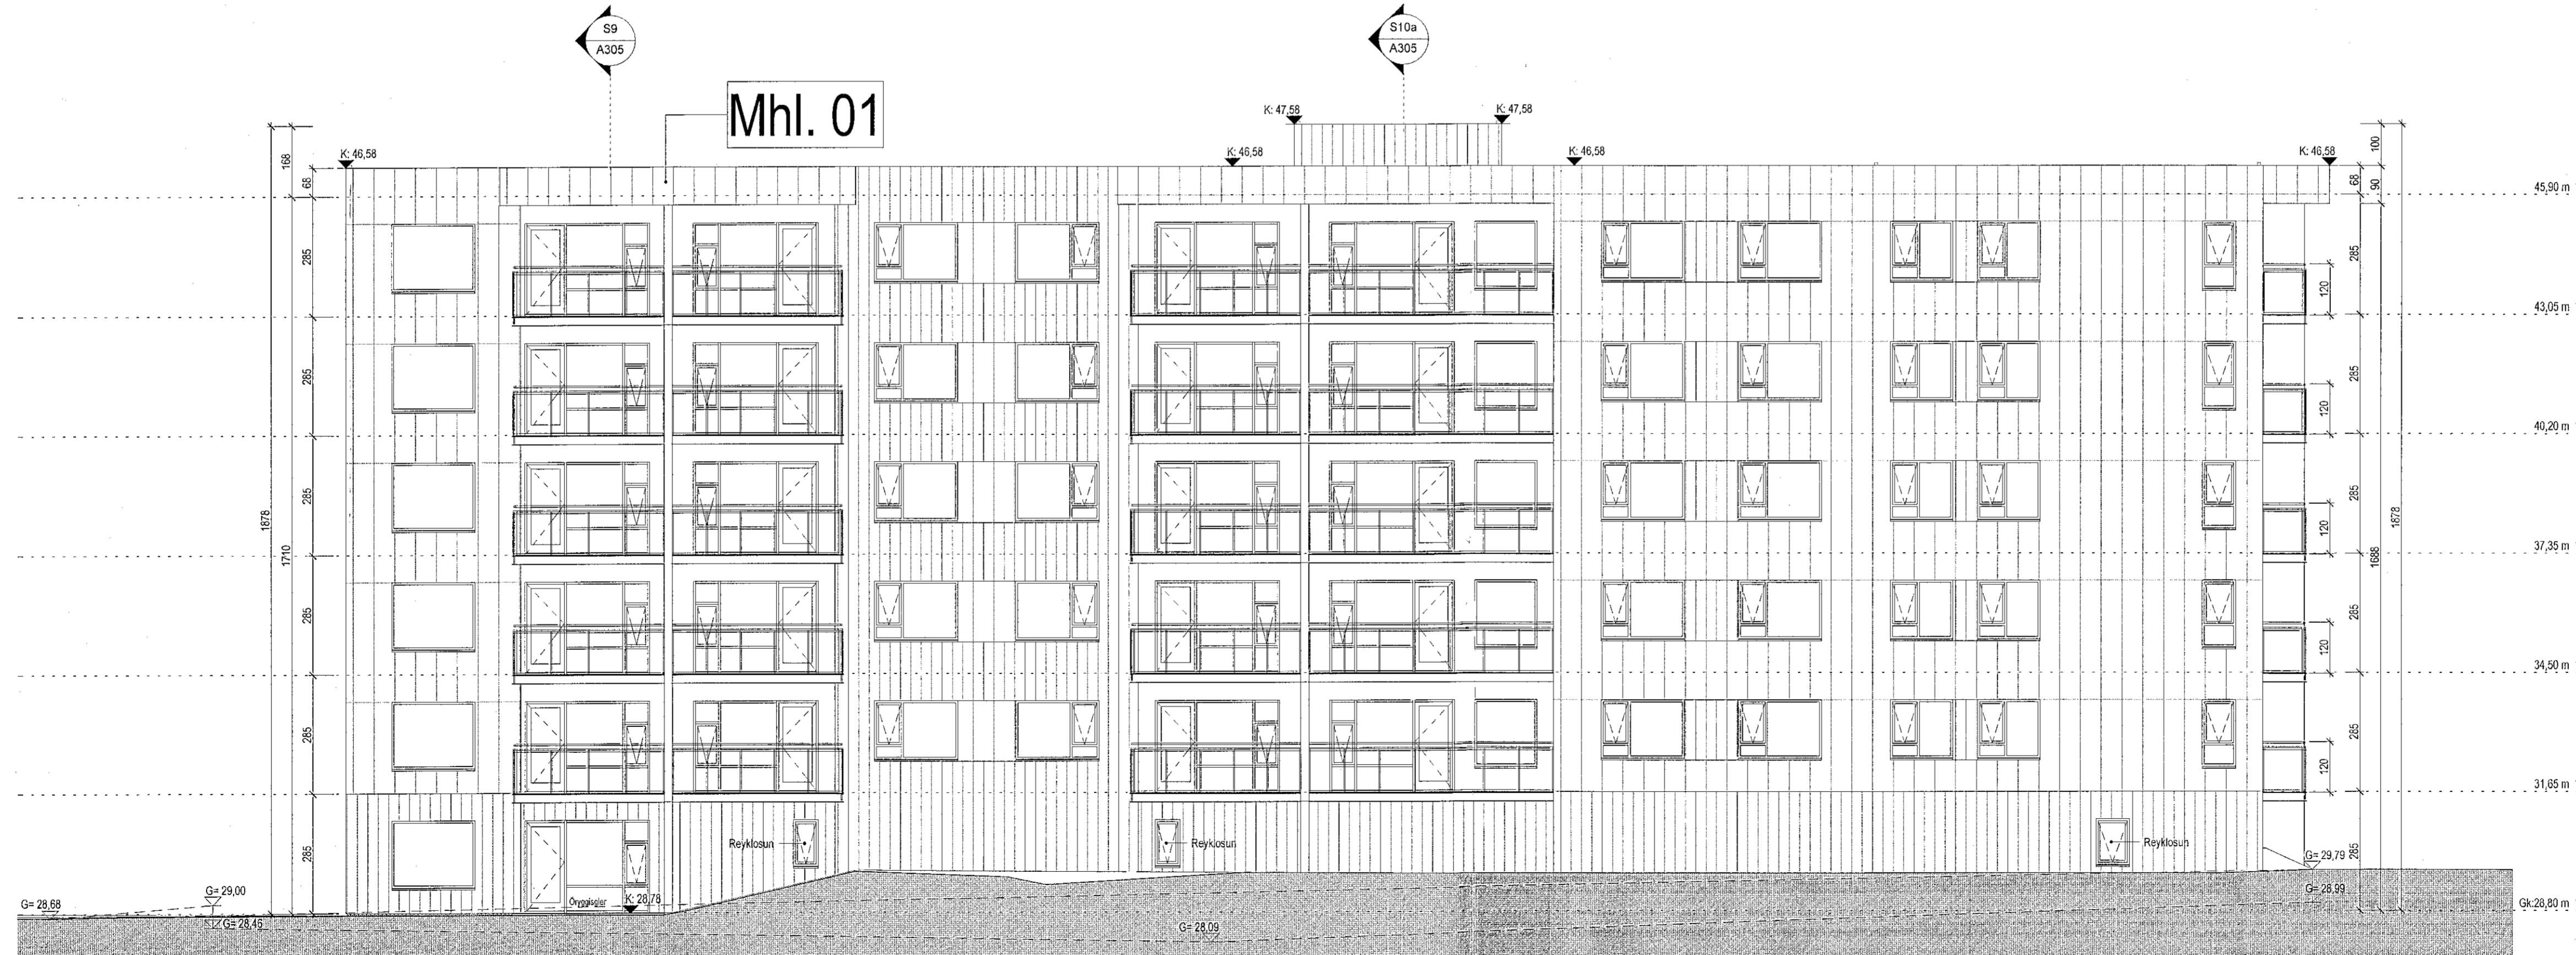 S9
A305
S10a
A305
Mhl. 01
K: 47,58
K: 47,58
K: 46,58
K: 46,58
K: 46,58
K: 46,58
168
68
285
285
285
285
285
285
1878
1710
100
68
90
285
285
285
285
285
285
120
120
120
120
120
1688
1878
45,90 m
43,05 m
40,20 m
37,35 m
34,50 m
31,65 m
Gk:28,80 m
Reyklosun
Reyklosun
Reyklosun
Öryggisgler
K: 28,78
G= 28,68
G= 29,00
G= 28,46
G= 28,09
G= 29,79
G= 28,99